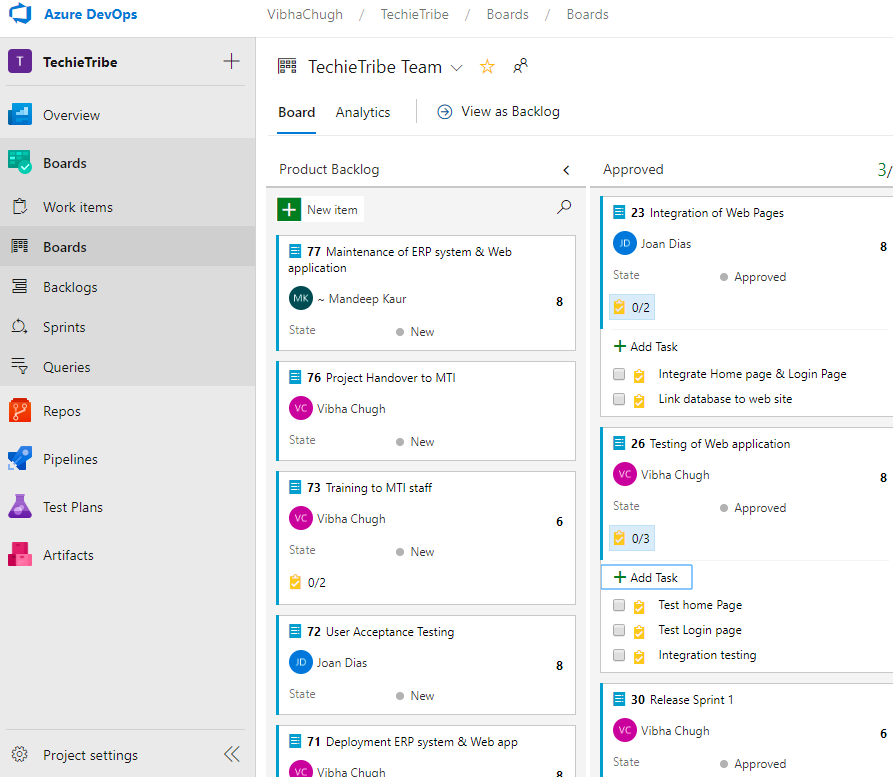 Azure DevOps
VibhaChugh / TechieTribe / Boards / Boards
T TechieTribe
Overview
Boards
Work items
Boards
Backlogs
Sprints
Queries
Repos
Pipelines
Test Plans
Artifacts
Project settings
TechieTribe Team
Board Analytics View as Backlog
Product Backlog
New item
77 Maintenance of ERP system & Web
application
MK ~ Mandeep Kaur
8
State New
76 Project Handover to MTI
VC Vibha Chugh
State New
73 Training to MTI staff
VC Vibha Chugh
6
State New
0/2
72 User Acceptance Testing
JD Joan Dias
8
State New
71 Deployment ERP system & Web app
VC Vibha Chugh
8
Approved 3/
23 Integration of Web Pages
JD Joan Dias
8
State Approved
0/2
+ Add Task
Integrate Home page & Login Page
Link database to web site
26 Testing of Web application
VC Vibha Chugh
8
State Approved
0/3
+ Add Task
Test home Page
Test Login page
Integration testing
30 Release Sprint 1
VC Vibha Chugh
6
State Approved